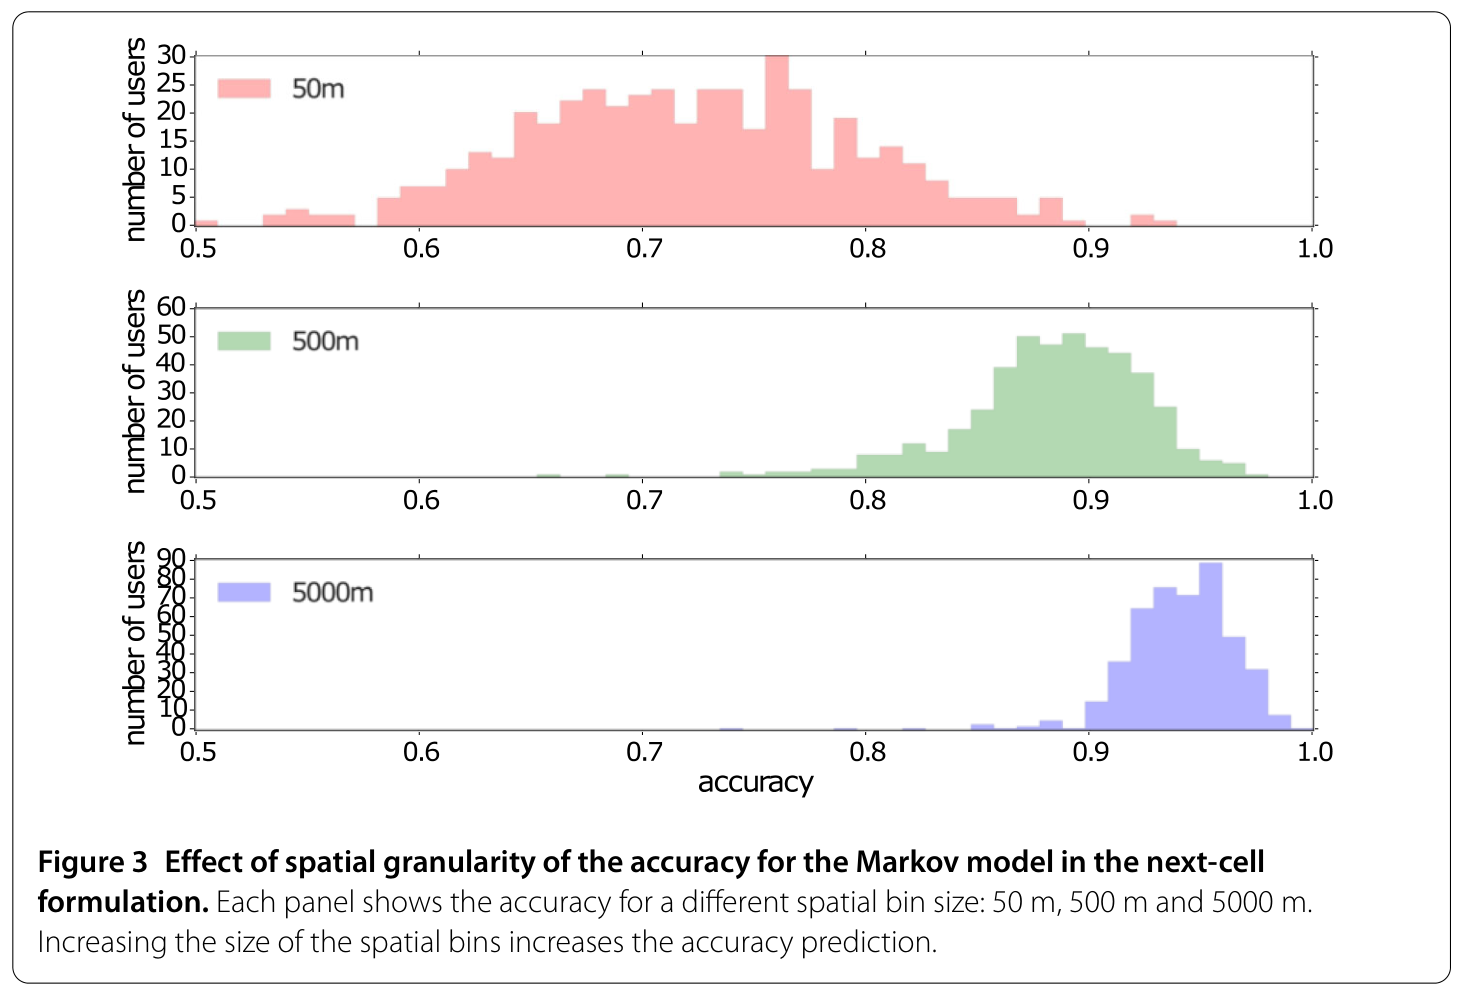 number of users
30
25
20
15
10
5
0
50m
0.5 0.6 0.7 0.8 0.9 1.0
number of users
60
50
40
30
20
10
0
500m
0.5 0.6 0.7 0.8 0.9 1.0
number of users
90
80
70
60
50
40
30
20
10
0
5000m
0.5 0.6 0.7 0.8 0.9 1.0
accuracy
Figure 3 Effect of spatial granularity of the accuracy for the Markov model in the next-cell
formulation. Each panel shows the accuracy for a different spatial bin size: 50 m, 500 m and 5000 m.
Increasing the size of the spatial bins increases the accuracy prediction.